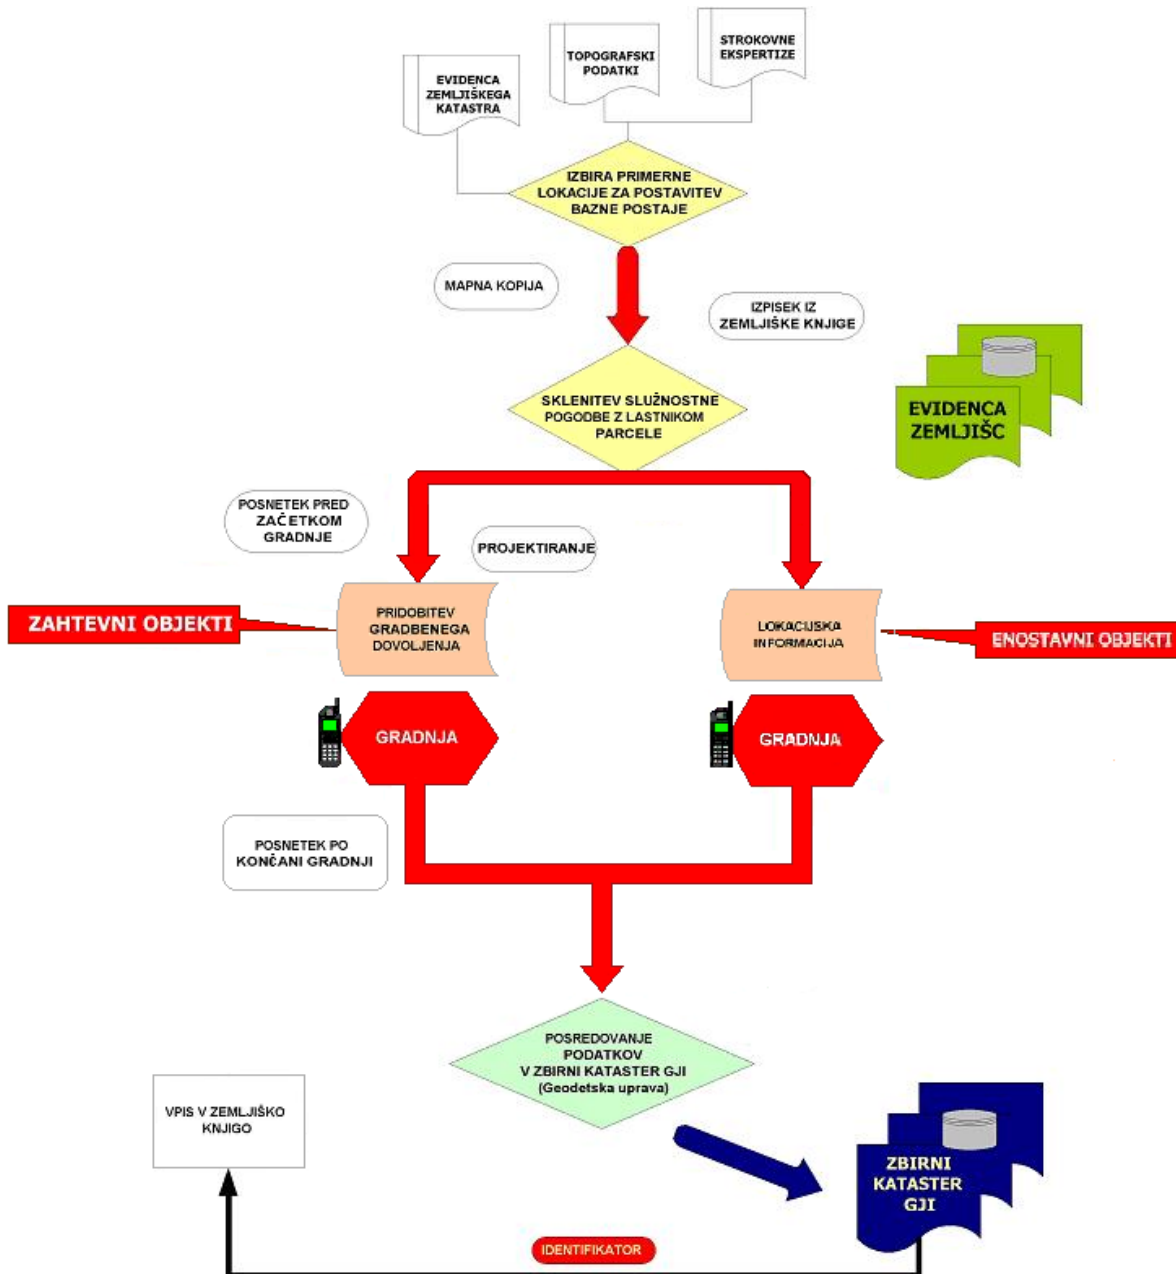 STROKOVNE
EKSPERTIZE
TOPOGRAFSKI
PODATKI
EVIDENCA
ZEMLJIŠKEGA
KATASTRA
IZBIRA PRIMERNE
LOKACIJE ZA POSTAVITEV
BAZNE POSTAJE
MAPNA KOPIJA
IZPISEK IZ
ZEMLJIŠKE KNJIGE
SKLENITEV SLUŽNOSTNE
POGODBE Z LASTNIKOM
PARCELE
EVIDENCA
ZEMLJIŠC
POSNETEK PRED
ZAČETKOM
GRADNJE
PROJEKTIRANJE
ZAHTEVNI OBJEKTI
PRIDOBITEV
GRADBENEGA
DOVOLJENJA
LOKACIJSKA
INFORMACIJA
ENOSTAVNI OBJEKTI
GRADNJA
GRADNJA
POSNETEK PO
KONČANI GRADNJI
POSREDOVANJE
PODATKOV
V ZBIRNI KATASTER GJI
(Geodetska uprava)
VPIS V ZEMLJIŠKO
KNJIGO
ZBIRNI
KATASTER
GJI
IDENTIFIKATOR